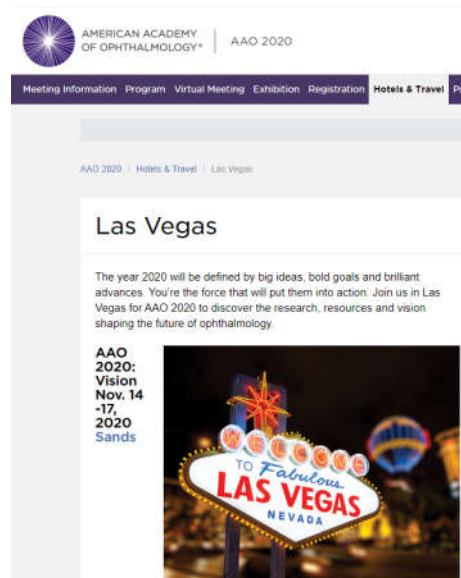 AMERICAN ACADEMY
OF OPHTHALMOLOGY®
AAO 2020
Meeting Information Program Virtual Meeting Exhibition Registration Hotels & Travel
AAO 2020 / Hotels & Travel / Las Vegas
Las Vegas
The year 2020 will be defined by big ideas, bold goals and brilliant
advances. You're the force that will put them into action. Join us in Las
Vegas for AAO 2020 to discover the research, resources and vision
shaping the future of ophthalmology.
AAO
2020:
Vision
Nov. 14
-17,
2020
Sands
WELCOME
TO Fabulous
LAS VEGAS
NEVADA